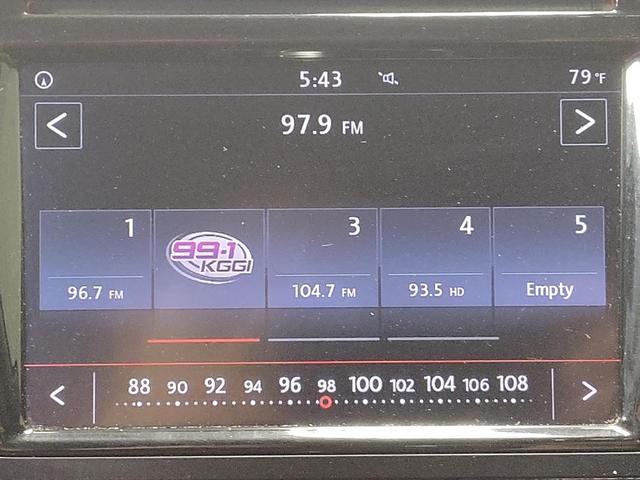 5:43 79°F
< 97.9 FM >
1 3 4 5
99.1
KGGI
96.7 FM 104.7 FM 93.5 HD Empty
< 88 90 92 94 96 98 100 102 104 106 108 >